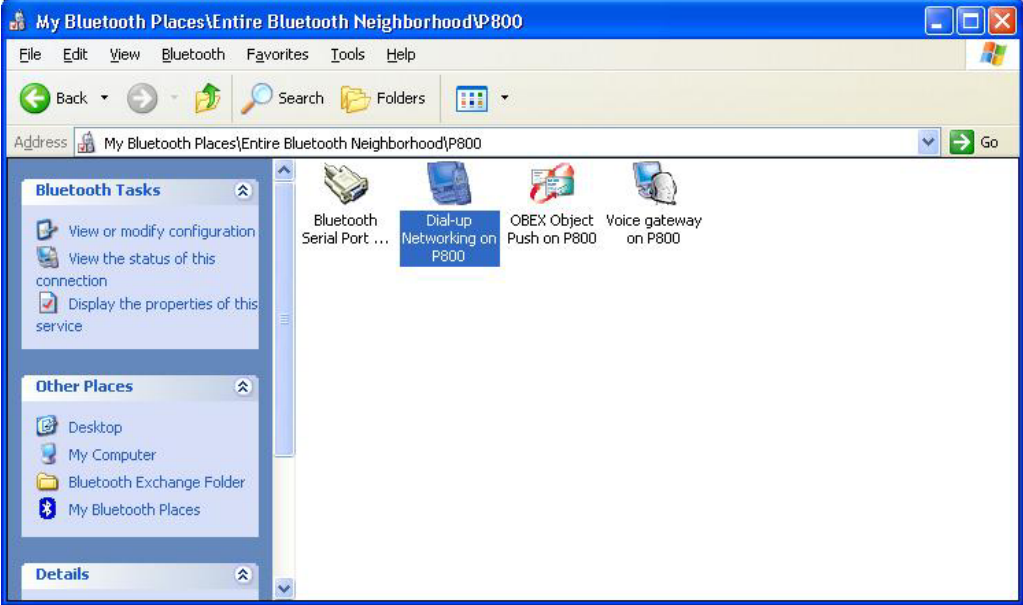 My Bluetooth Places\Entire Bluetooth Neighborhood\P800
File Edit View Bluetooth Favorites Tools Help
Back Search Folders
Address My Bluetooth Places\Entire Bluetooth Neighborhood\P800 Go
Bluetooth Tasks
View or modify configuration
View the status of this
connection
Display the properties of this
service
Other Places
Desktop
My Computer
Bluetooth Exchange Folder
My Bluetooth Places
Details
Bluetooth
Serial Port ...
Dial-up
Networking on
P800
OBEX Object
Push on P800
Voice gateway
on P800